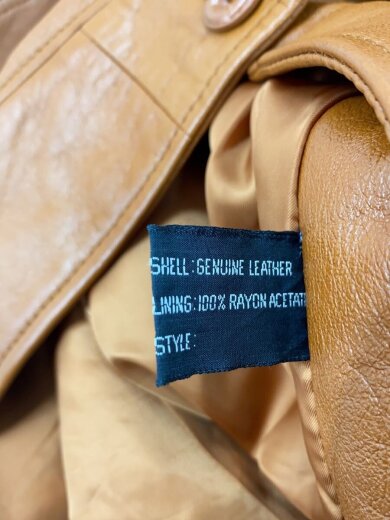 SHELL: GENUINE LEATHER
LINING: 100% RAYON ACETAT
STYLE: